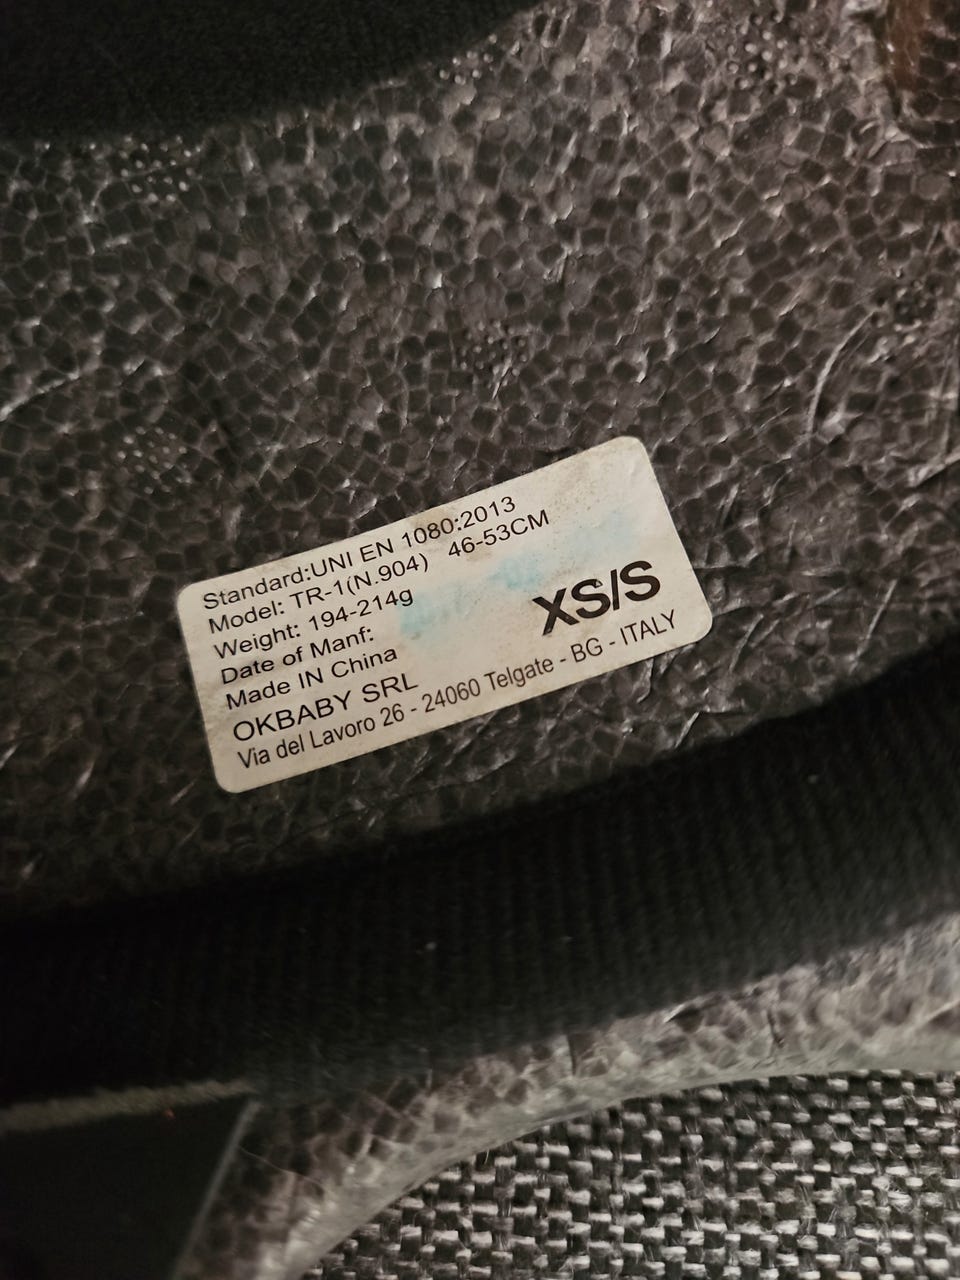 Standard:UNI EN 1080:2013
Model: TR-1(N.904) 46-53CM
Weight: 194-214g
Date of Manf:
XS/S
Made IN China
OKBABY SRL
Via del Lavoro 26 - 24060 Telgate - BG - ITALY